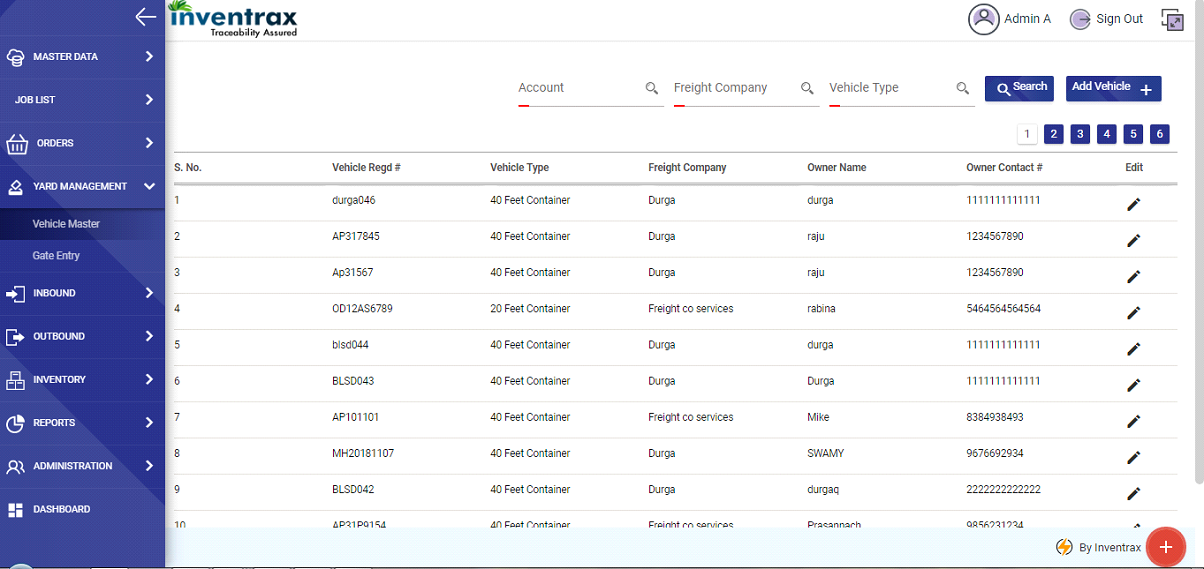 inventrax
Traceability Assured
Admin A
Sign Out
MASTER DATA
JOB LIST
ORDERS
YARD MANAGEMENT
Vehicle Master
Gate Entry
INBOUND
OUTBOUND
INVENTORY
REPORTS
ADMINISTRATION
DASHBOARD
Account Freight Company Vehicle Type Search Add Vehicle +
1 2 3 4 5 6
S. No. Vehicle Regd # Vehicle Type Freight Company Owner Name Owner Contact # Edit
1 durga046 40 Feet Container Durga durga 1111111111111
2 AP317845 40 Feet Container Durga raju 1234567890
3 Ap31567 40 Feet Container Durga raju 1234567890
4 OD12AS6789 20 Feet Container Freight co services rabina 5464564564564
5 blsd044 40 Feet Container Durga durga 1111111111111
6 BLSD043 40 Feet Container Durga Durga 1111111111111
7 AP101101 40 Feet Container Freight co services Mike 8384938493
8 MH20181107 40 Feet Container Durga SWAMY 9676692934
9 BLSD042 40 Feet Container Durga durgaq 2222222222222
10 AP31P9154 40 Feet Container Freight co services 9856231234
By Inventrax +